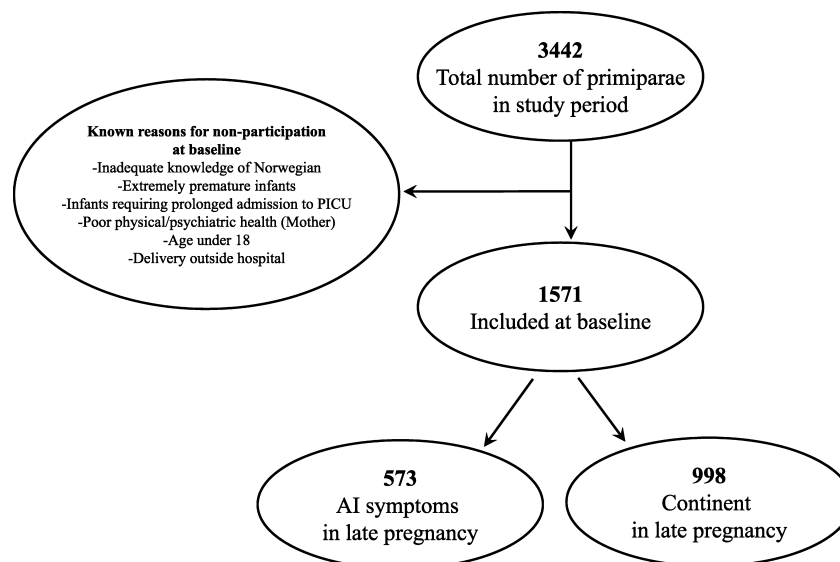 3442
Total number of primiparae
in study period
Known reasons for non-participation
at baseline
-Inadequate knowledge of Norwegian
-Extremely premature infants
-Infants requiring prolonged admission to PICU
-Poor physical/psychiatric health (Mother)
-Age under 18
-Delivery outside hospital
1571
Included at baseline
573
AI symptoms
in late pregnancy
998
Continent
in late pregnancy